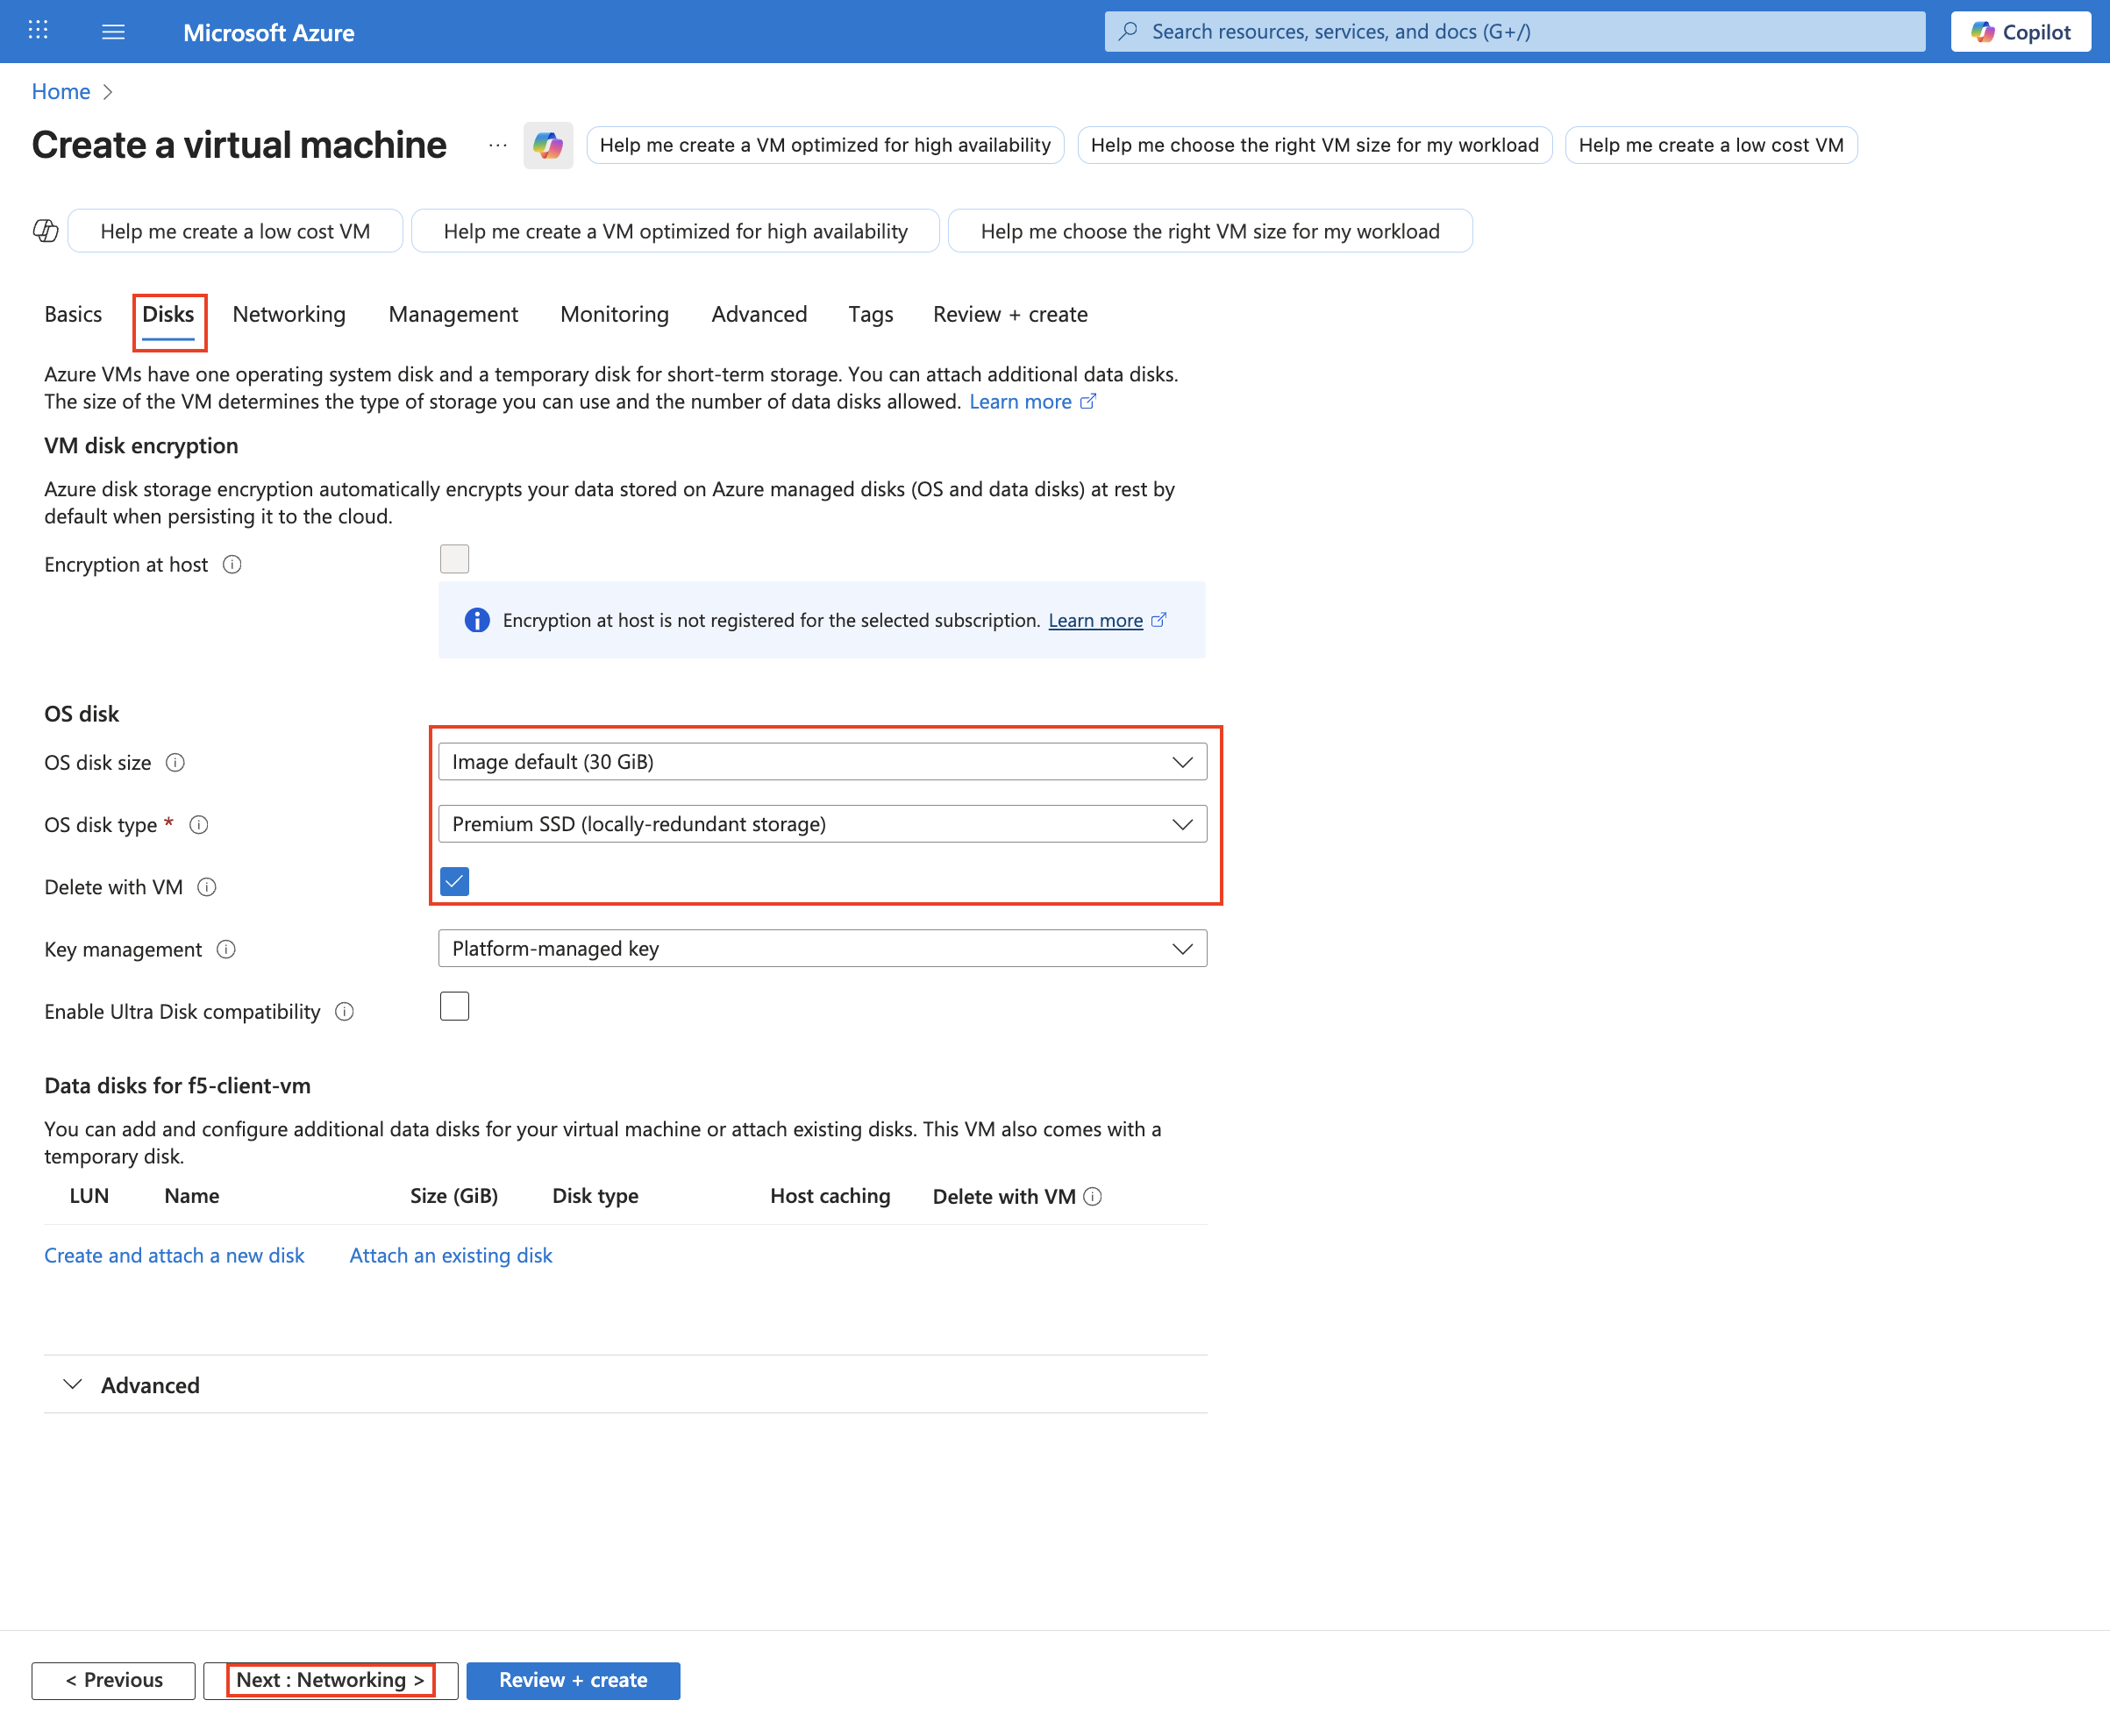 Microsoft Azure
Search resources, services, and docs (G+/)
Copilot
Home
Create a virtual machine
...
Help me create a VM optimized for high availability
Help me choose the right VM size for my workload
Help me create a low cost VM
Help me create a low cost VM
Help me create a VM optimized for high availability
Help me choose the right VM size for my workload
Basics
Disks
Networking
Management
Monitoring
Advanced
Tags
Review + create
Azure VMs have one operating system disk and a temporary disk for short-term storage. You can attach additional data disks.
The size of the VM determines the type of storage you can use and the number of data disks allowed. Learn more
VM disk encryption
Azure disk storage encryption automatically encrypts your data stored on Azure managed disks (OS and data disks) at rest by
default when persisting it to the cloud.
Encryption at host
Encryption at host is not registered for the selected subscription. Learn more
OS disk
OS disk size
Image default (30 GiB)
OS disk type *
Premium SSD (locally-redundant storage)
Delete with VM
Key management
Platform-managed key
Enable Ultra Disk compatibility
Data disks for f5-client-vm
You can add and configure additional data disks for your virtual machine or attach existing disks. This VM also comes with a
temporary disk.
LUN
Name
Size (GiB)
Disk type
Host caching
Delete with VM
Create and attach a new disk
Attach an existing disk
Advanced
< Previous
Next : Networking >
Review + create